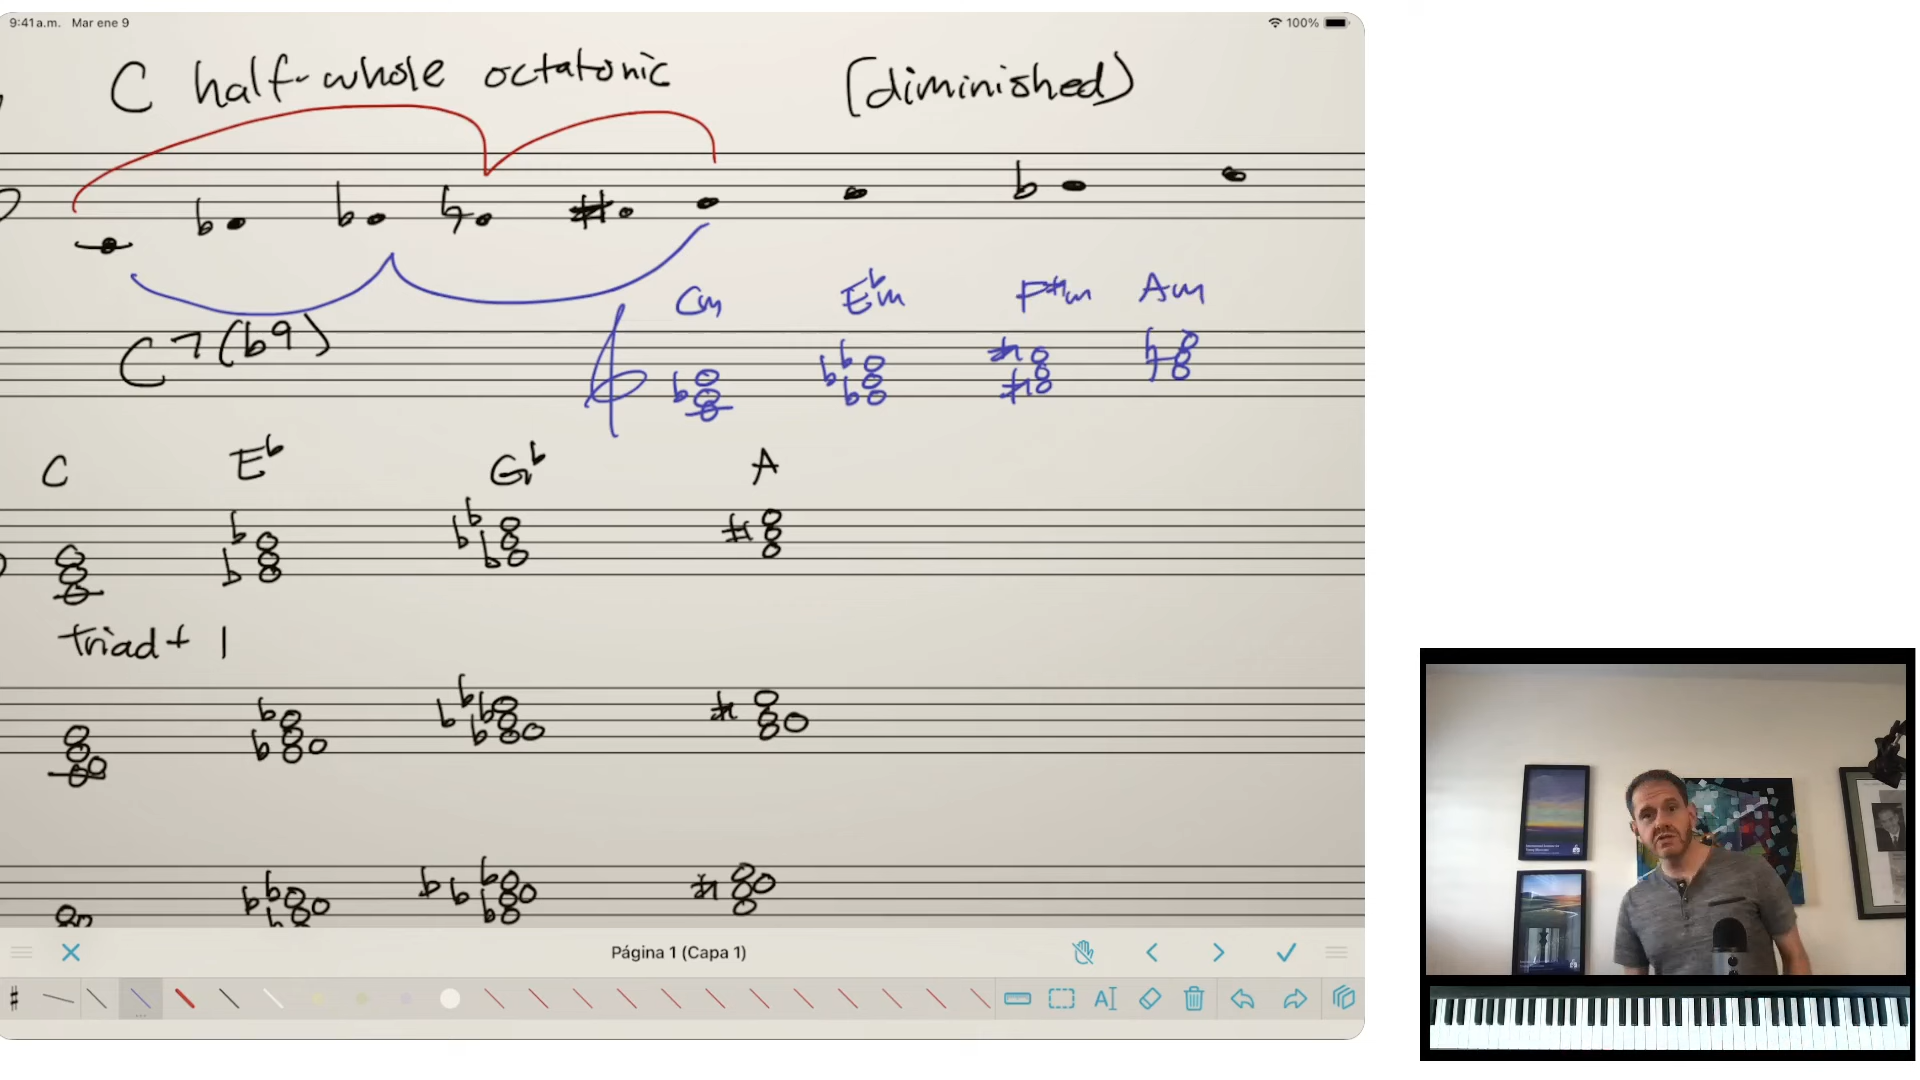 9:41 a.m. Mar ene 9
100%
C half-whole octatonic (diminished)
C7(b9)
Cm E♭m F#m Am
C E♭ G♭ A
triad + 1
Página 1 (Capa 1)
A